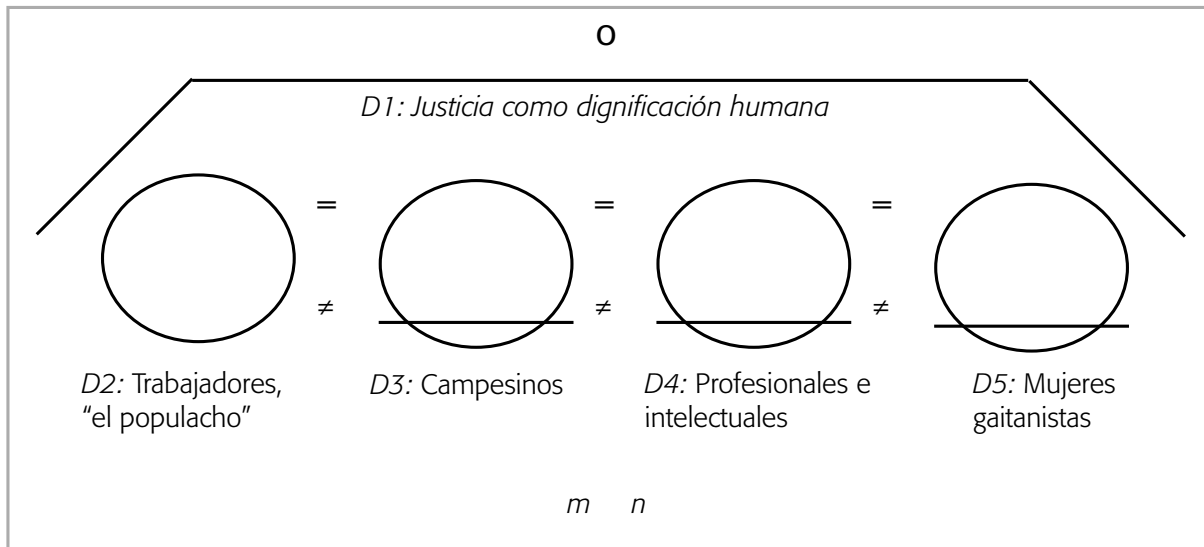 O
D1: Justicia como dignificación humana
= = =
≠ ≠ ≠
D2: Trabajadores,
"el populacho"
D3: Campesinos
D4: Profesionales e
intelectuales
D5: Mujeres
gaitanistas
m n